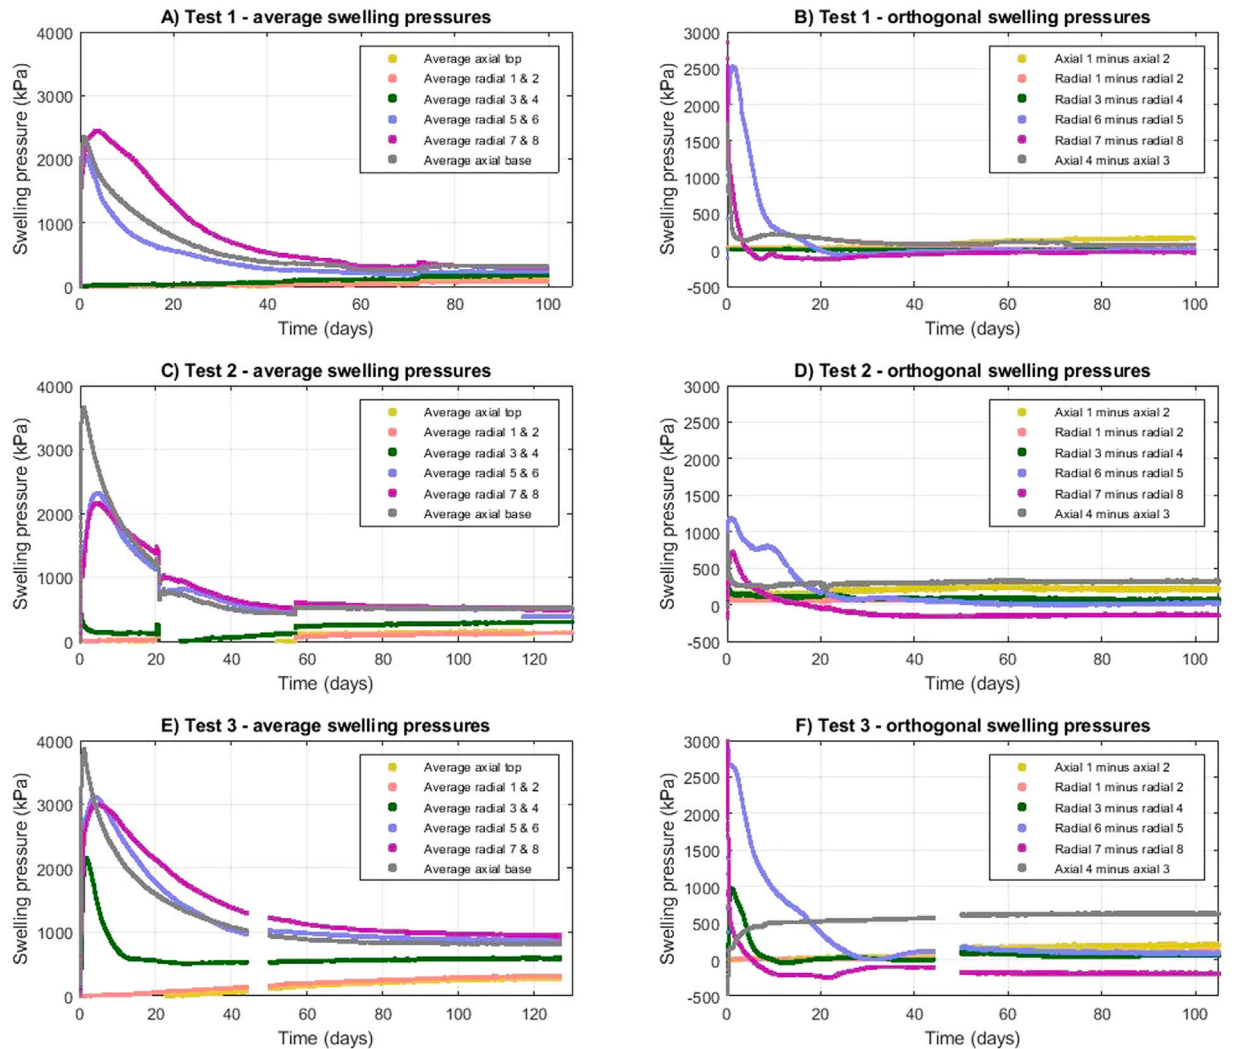 A) Test 1 - average swelling pressures
4000
3000
2000
1000
0
Swelling pressure (kPa)
Average axial top
Average radial 1 & 2
Average radial 3 & 4
Average radial 5 & 6
Average radial 7 & 8
Average axial base
0 20 40 60 80 100
Time (days)
B) Test 1 - orthogonal swelling pressures
3000
2500
2000
1500
1000
500
0
-500
Swelling pressure (kPa)
Axial 1 minus axial 2
Radial 1 minus radial 2
Radial 3 minus radial 4
Radial 6 minus radial 5
Radial 7 minus radial 8
Axial 4 minus axial 3
0 20 40 60 80 100
Time (days)
C) Test 2 - average swelling pressures
4000
3000
2000
1000
0
Swelling pressure (kPa)
Average axial top
Average radial 1 & 2
Average radial 3 & 4
Average radial 5 & 6
Average radial 7 & 8
Average axial base
0 20 40 60 80 100 120
Time (days)
D) Test 2 - orthogonal swelling pressures
3000
2500
2000
1500
1000
500
0
-500
Swelling pressure (kPa)
Axial 1 minus axial 2
Radial 1 minus radial 2
Radial 3 minus radial 4
Radial 6 minus radial 5
Radial 7 minus radial 8
Axial 4 minus axial 3
0 20 40 60 80 100
Time (days)
E) Test 3 - average swelling pressures
4000
3000
2000
1000
0
Swelling pressure (kPa)
Average axial top
Average radial 1 & 2
Average radial 3 & 4
Average radial 5 & 6
Average radial 7 & 8
Average axial base
0 20 40 60 80 100 120
Time (days)
F) Test 3 - orthogonal swelling pressures
3000
2500
2000
1500
1000
500
0
-500
Swelling pressure (kPa)
Axial 1 minus axial 2
Radial 1 minus radial 2
Radial 3 minus radial 4
Radial 6 minus radial 5
Radial 7 minus radial 8
Axial 4 minus axial 3
0 20 40 60 80 100
Time (days)